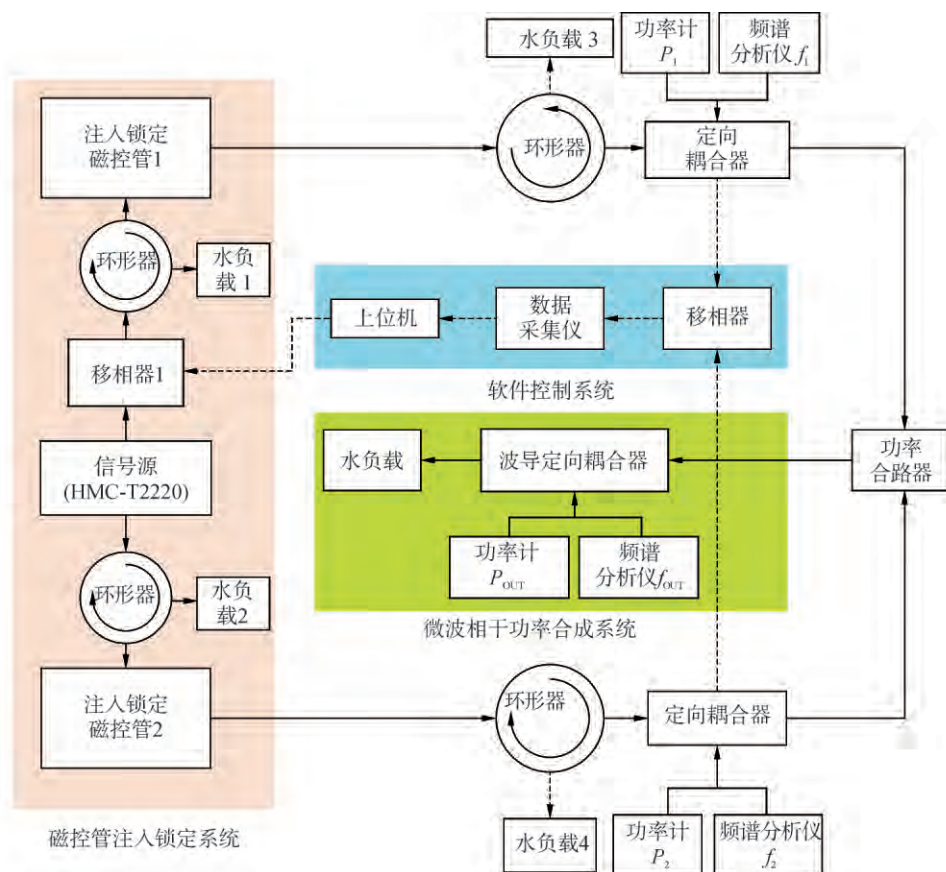 水负载 3
功率计
P1
频谱
分析仪 f1
注入锁定
磁控管1
环形器
定向
耦合器
环形器
水负
载 1
上位机
数据
采集仪
移相器
移相器1
软件控制系统
信号源
(HMC-T2220)
水负载
波导定向耦合器
功率
合路器
功率计
POUT
频谱
分析仪fOUT
环形器
水负
载2
微波相干功率合成系统
注入锁定
磁控管2
环形器
定向耦合器
磁控管注入锁定系统
水负载4
功率计
P2
频谱分析仪
f2